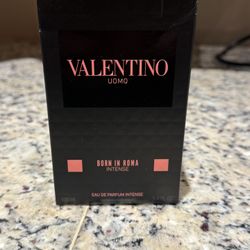 VALENTINO
UOMO
BORN IN ROMA
INTENSE
EAU DE PARFUM INTENSE